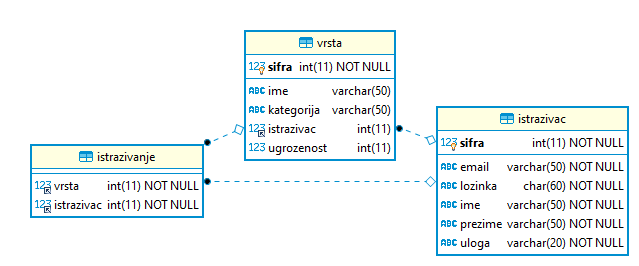 vrsta
123 sifra int(11) NOT NULL
ABC ime varchar(50)
ABC kategorija varchar(50)
123 istrazivac int(11)
123 ugrozenost int(11)
istrazivac
123 sifra int(11) NOT NULL
ABC email varchar(50) NOT NULL
ABC lozinka char(60) NOT NULL
ABC ime varchar(50) NOT NULL
ABC prezime varchar(50) NOT NULL
ABC uloga varchar(20) NOT NULL
istrazivanje
123 vrsta int(11) NOT NULL
123 istrazivac int(11) NOT NULL